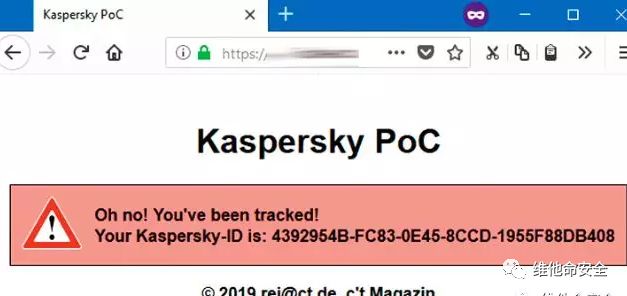 Kaspersky PoC
https://
Kaspersky PoC
Oh no! You've been tracked!
Your Kaspersky-ID is: 4392954B-FC83-0E45-8CCD-1955F88DB408
维他命安全
© 2019 rei@ct.de, c't Magazin